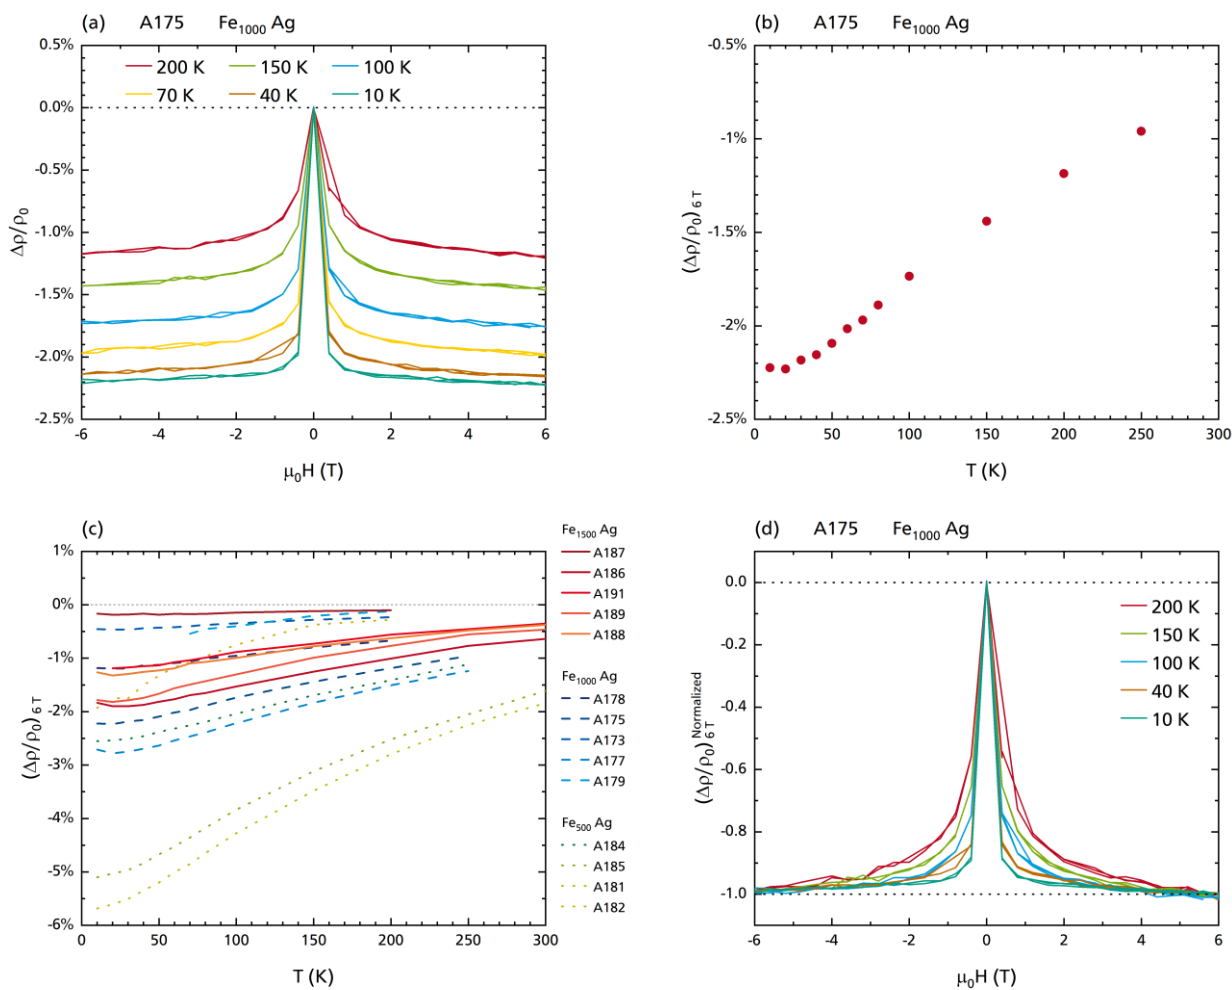 (a) A175 Fe1000 Ag
0.5%
0.0%
-0.5%
-1.0%
-1.5%
-2.0%
-2.5%
Δρ/ρ0
200 K 150 K 100 K
70 K 40 K 10 K
-6 -4 -2 0 2 4 6
μ0H (T)
(b) A175 Fe1000 Ag
-0.5%
-1%
-1.5%
-2%
-2.5%
(Δρ/ρ0)6 T
0 50 100 150 200 250 300
T (K)
(c)
1%
0%
-1%
-2%
-3%
-4%
-5%
-6%
(Δρ/ρ0)6 T
0 50 100 150 200 250 300
T (K)
Fe1500 Ag
A187
A186
A191
A189
A188
Fe1000 Ag
A178
A175
A173
A177
A179
Fe500 Ag
A184
A185
A181
A182
(d) A175 Fe1000 Ag
0.0
-0.2
-0.4
-0.6
-0.8
-1.0
(Δρ/ρ0)6 T Normalized
200 K
150 K
100 K
40 K
10 K
-6 -4 -2 0 2 4 6
μ0H (T)